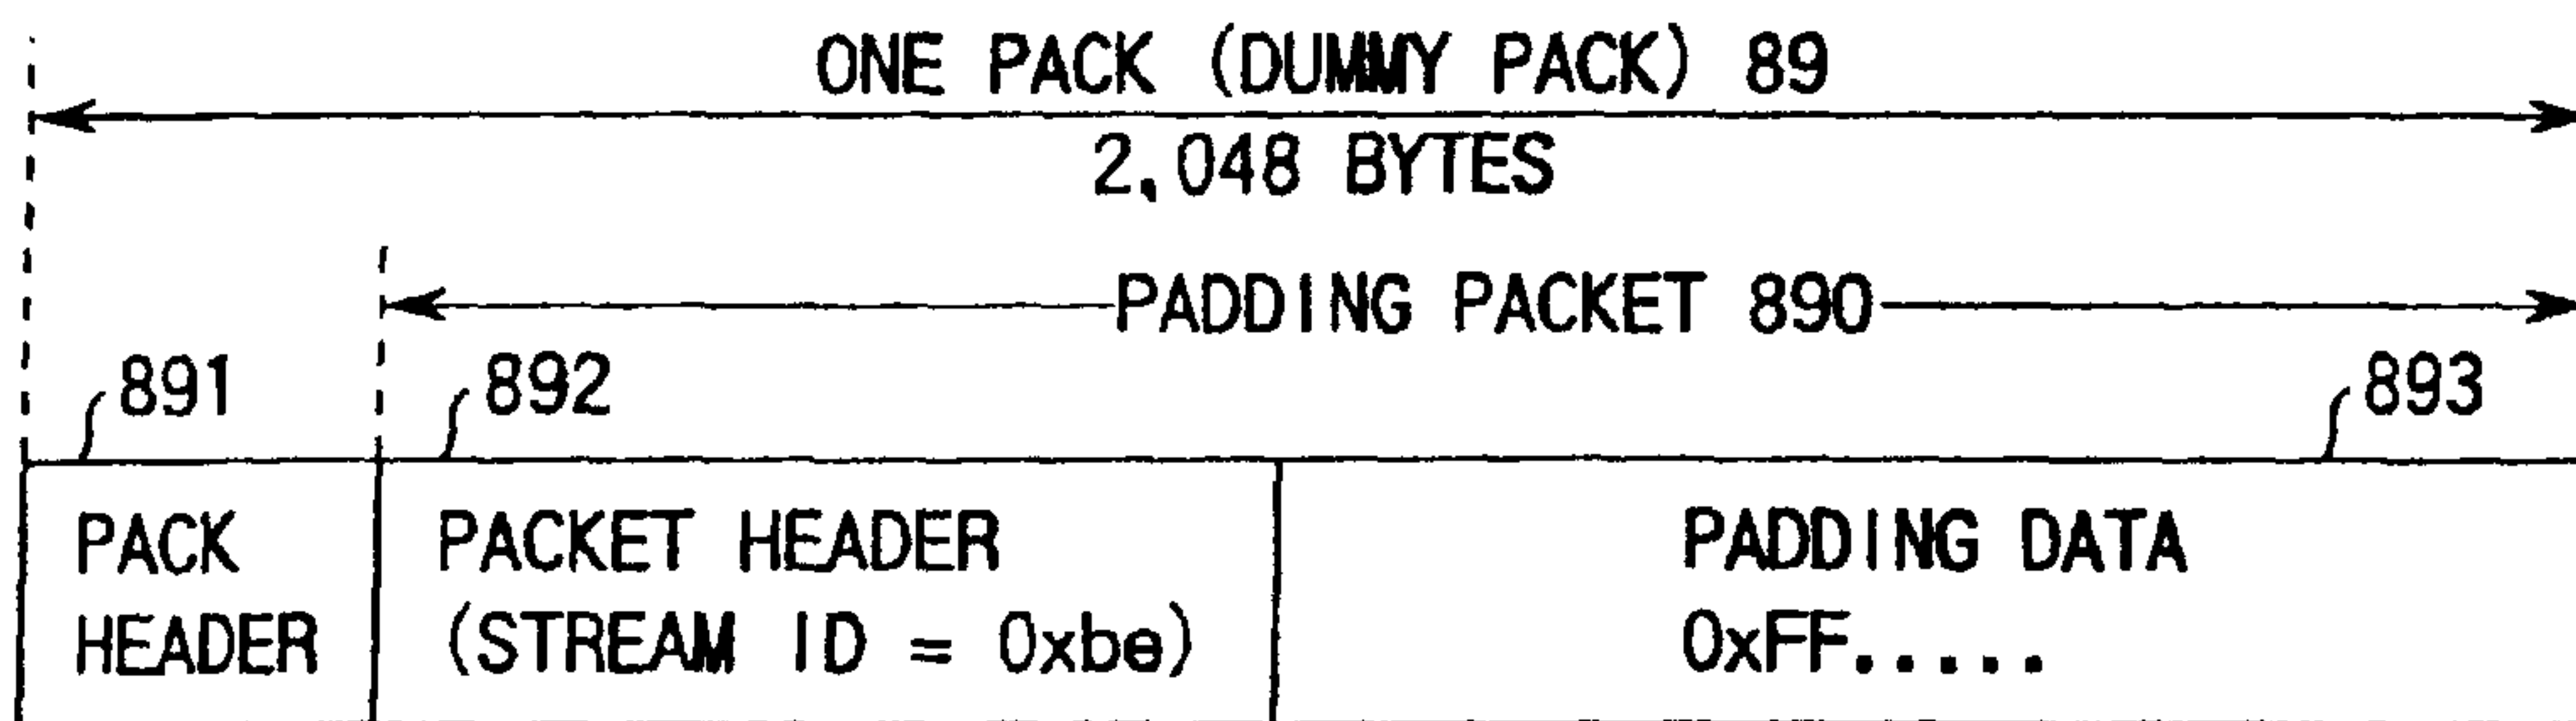 ONE PACK (DUMMY PACK) 89
2,048 BYTES
PADDING PACKET 890
891
892
893
PACK
HEADER
PACKET HEADER
(STREAM ID = 0xbe)
PADDING DATA
0xFF.....